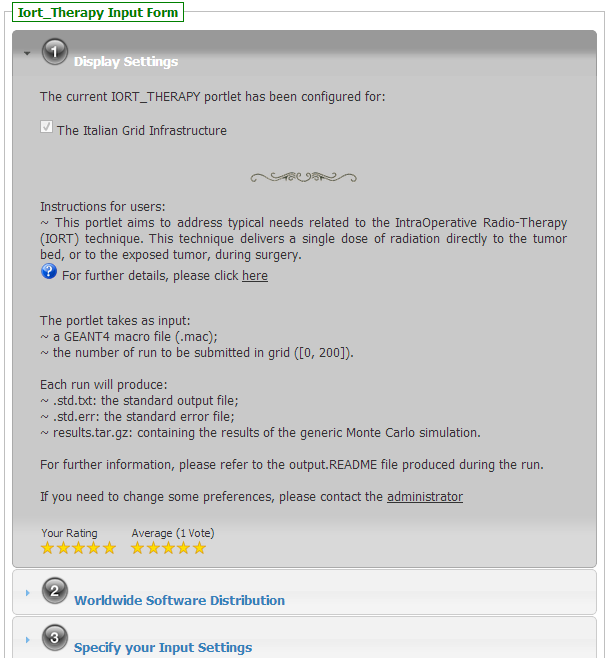 Iort_Therapy Input Form
1
Display Settings
The current IORT_THERAPY portlet has been configured for:
The Italian Grid Infrastructure
Instructions for users:
~ This portlet aims to address typical needs related to the IntraOperative Radio-Therapy
(IORT) technique. This technique delivers a single dose of radiation directly to the tumor
bed, or to the exposed tumor, during surgery.
? For further details, please click here
The portlet takes as input:
~ a GEANT4 macro file (.mac);
~ the number of run to be submitted in grid ([0, 200]).
Each run will produce:
~ .std.txt: the standard output file;
~ .std.err: the standard error file;
~ results.tar.gz: containing the results of the generic Monte Carlo simulation.
For further information, please refer to the output.README file produced during the run.
If you need to change some preferences, please contact the administrator
Your Rating Average (1 Vote)
2
Worldwide Software Distribution
3
Specify your Input Settings